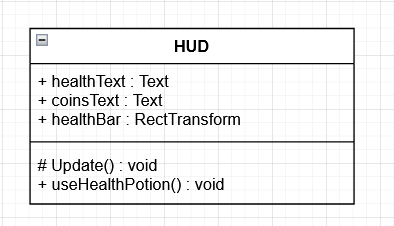 HUD
+ healthText : Text
+ coinsText : Text
+ healthBar : RectTransform
# Update() : void
+ useHealthPotion() : void